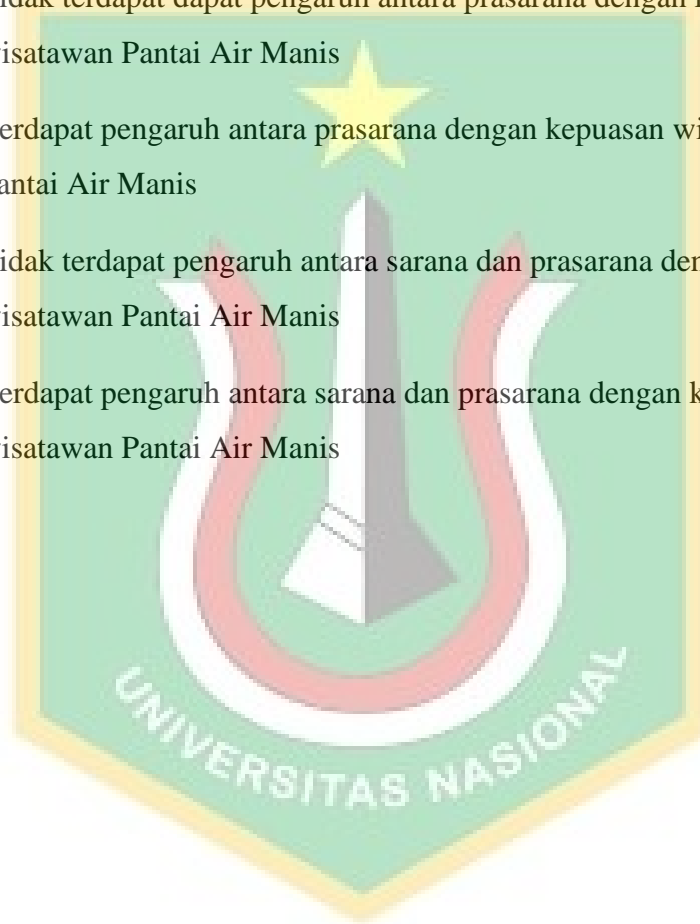 idak terdapat dapat pengaruh antara prasarana dengan
isatawan Pantai Air Manis
erdapat pengaruh antara prasarana dengan kepuasan wi
antai Air Manis
idak terdapat pengaruh antara sarana dan prasarana den
isatawan Pantai Air Manis
erdapat pengaruh antara sarana dan prasarana dengan k
isatawan Pantai Air Manis
UNIVERSITAS NASIONAL